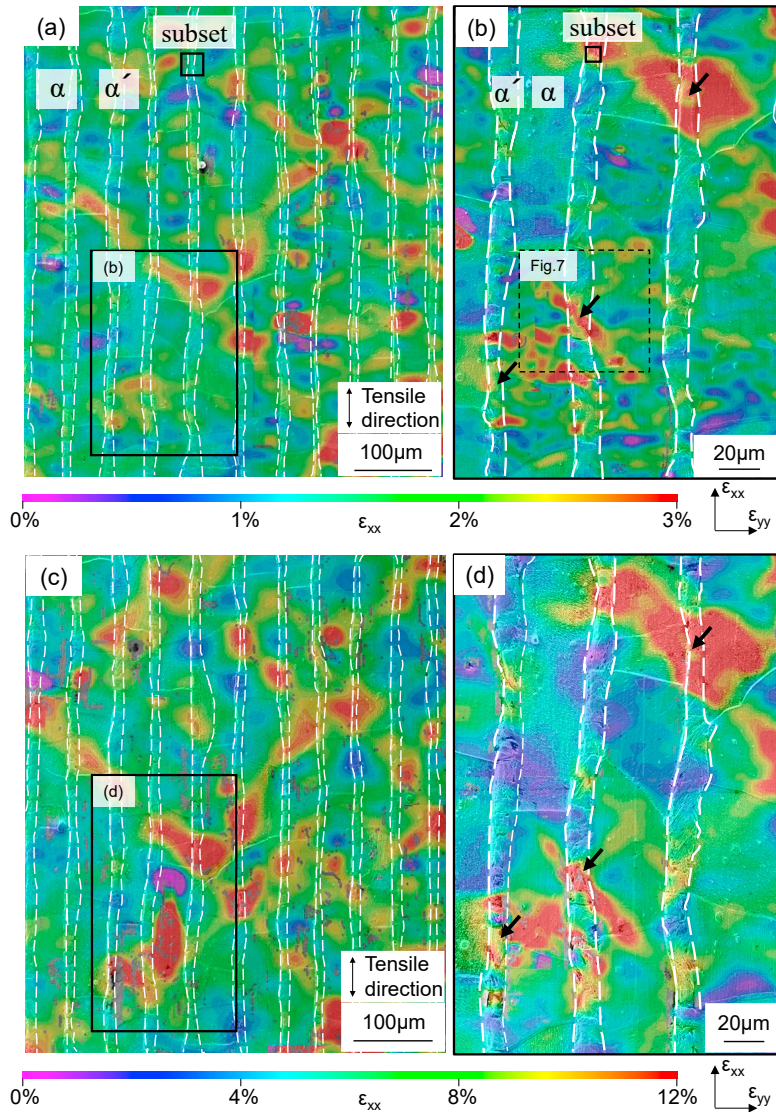 (a)
subset
α
α´
(b)
Tensile
direction
100µm
(b)
subset
α´
α
Fig.7
20µm
0%
1%
εxx
2%
3%
εxx
εyy
(c)
(d)
Tensile
direction
100µm
(d)
20µm
0%
4%
εxx
8%
12%
εxx
εyy